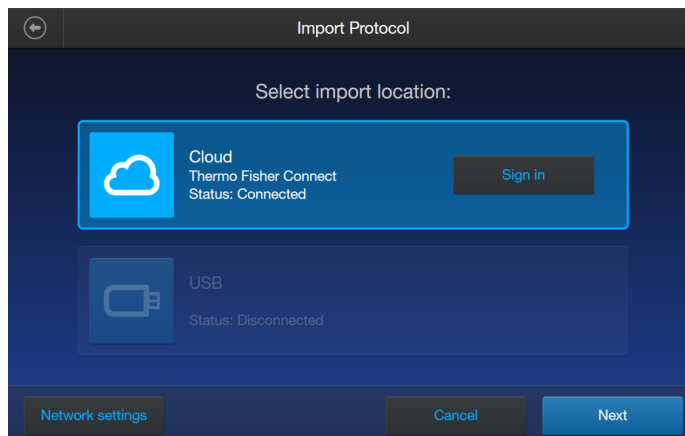 Import Protocol
Select import location:
Cloud
Thermo Fisher Connect
Status: Connected
Sign in
USB
Status: Disconnected
Network settings
Cancel
Next